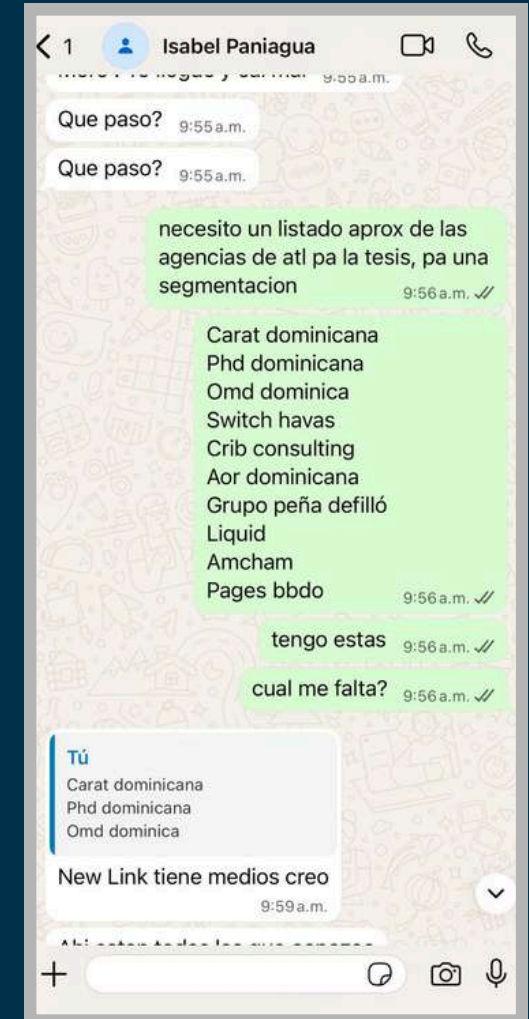 1
Isabel Paniagua
9:55 a.m.
Que paso? 9:55 a.m.
Que paso? 9:55 a.m.
necesito un listado aprox de las
agencias de atl pa la tesis, pa una
segmentacion 9:56 a.m.
Carat dominicana
Phd dominicana
Omd dominica
Switch havas
Crib consulting
Aor dominicana
Grupo peña defilló
Liquid
Amcham
Pages bbdo 9:56 a.m.
tengo estas 9:56 a.m.
cual me falta? 9:56 a.m.
Tú
Carat dominicana
Phd dominicana
Omd dominica
New Link tiene medios creo
9:59 a.m.